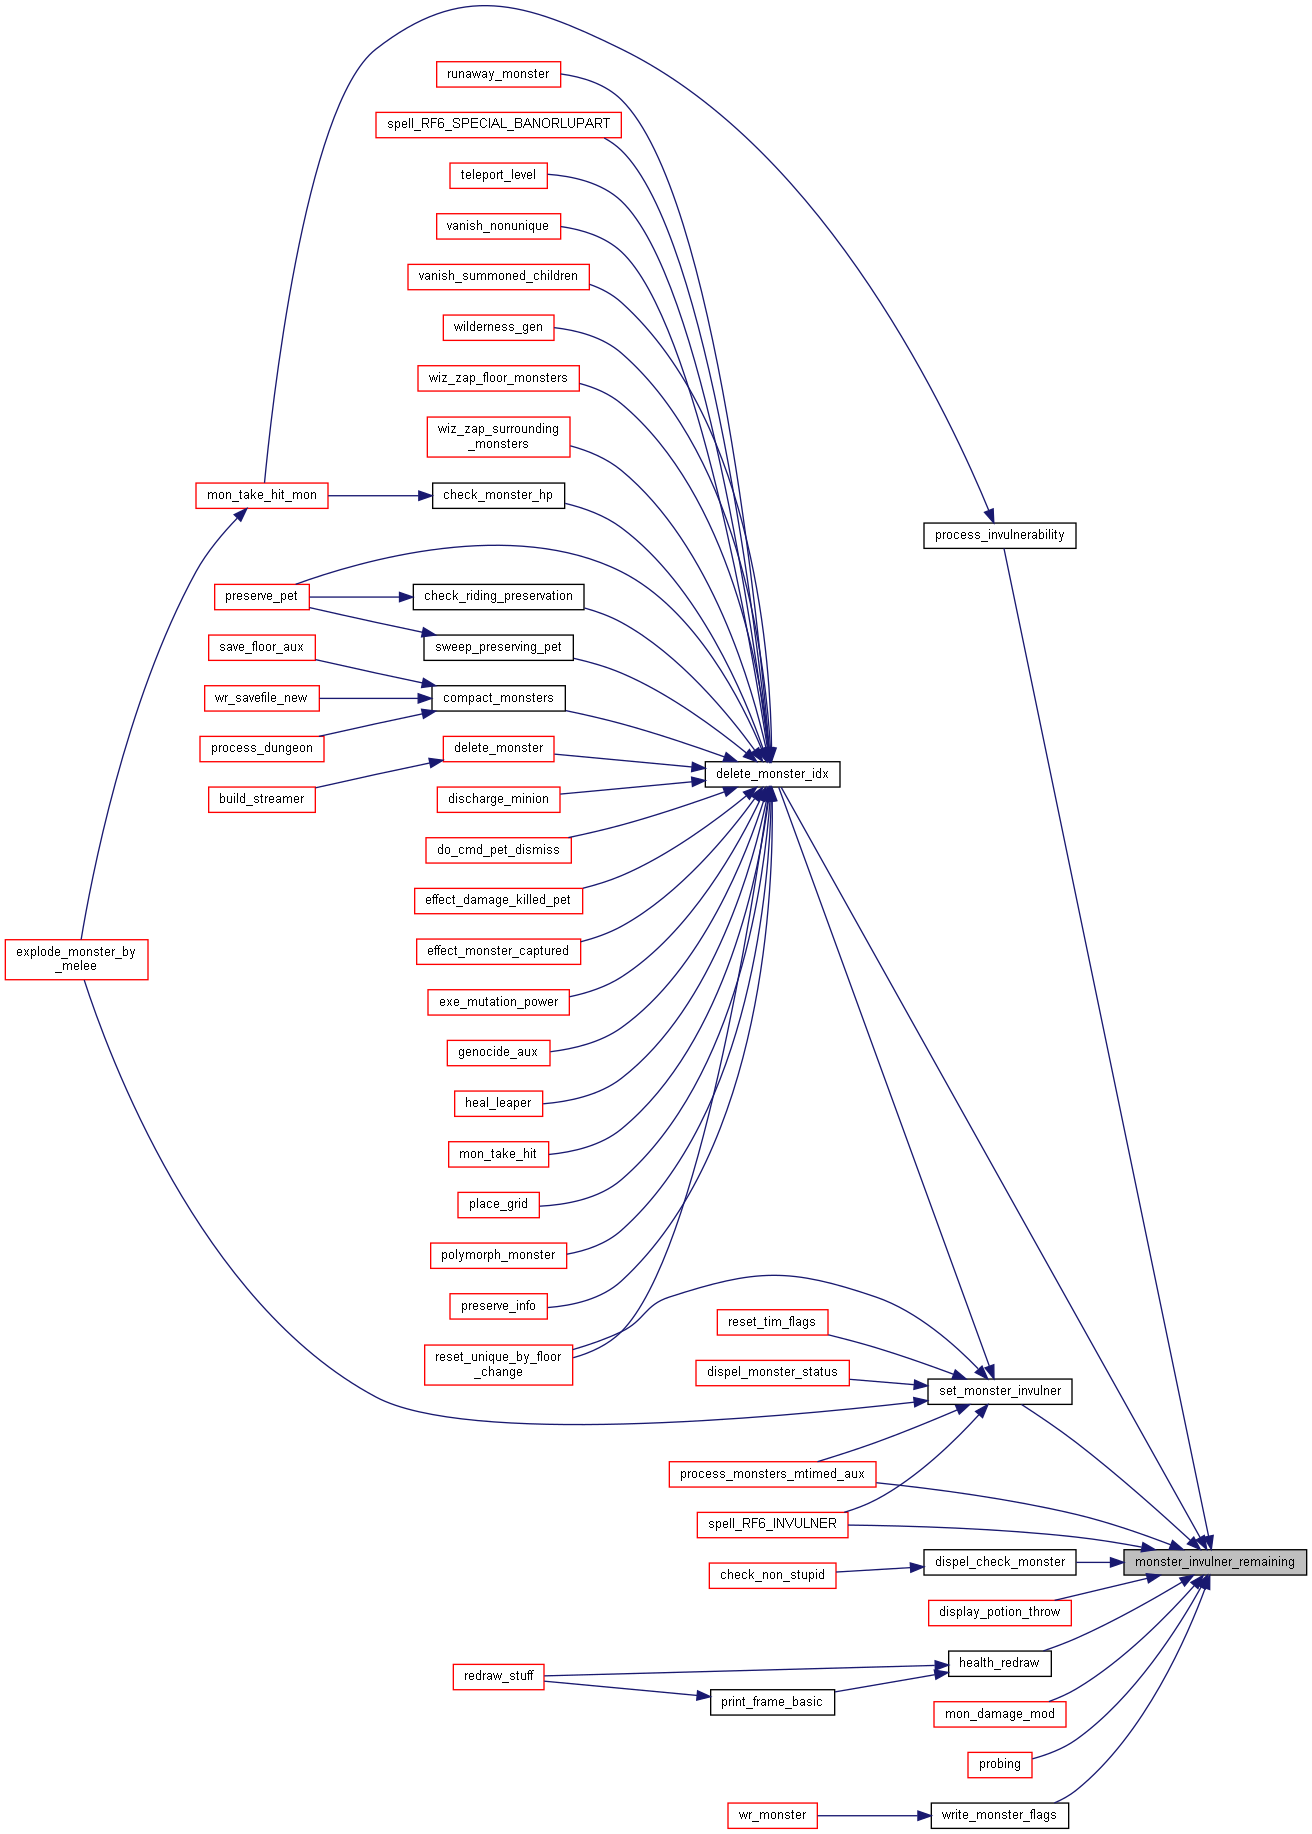 runaway_monster
spell_RF6_SPECIAL_BANORLUPART
teleport_level
vanish_nonunique
vanish_summoned_children
wilderness_gen
wiz_zap_floor_monsters
wiz_zap_surrounding
_monsters
mon_take_hit_mon
check_monster_hp
process_invulnerability
preserve_pet
check_riding_preservation
save_floor_aux
sweep_preserving_pet
wr_savefile_new
compact_monsters
process_dungeon
delete_monster
delete_monster_idx
build_streamer
discharge_minion
do_cmd_pet_dismiss
effect_damage_killed_pet
explode_monster_by
_melee
effect_monster_captured
exe_mutation_power
genocide_aux
heal_leaper
mon_take_hit
place_grid
polymorph_monster
preserve_info
reset_tim_flags
reset_unique_by_floor
_change
dispel_monster_status
set_monster_invulner
process_monsters_mtimed_aux
spell_RF6_INVULNER
dispel_check_monster
monster_invulner_remaining
check_non_stupid
display_potion_throw
health_redraw
redraw_stuff
print_frame_basic
mon_damage_mod
probing
wr_monster
write_monster_flags